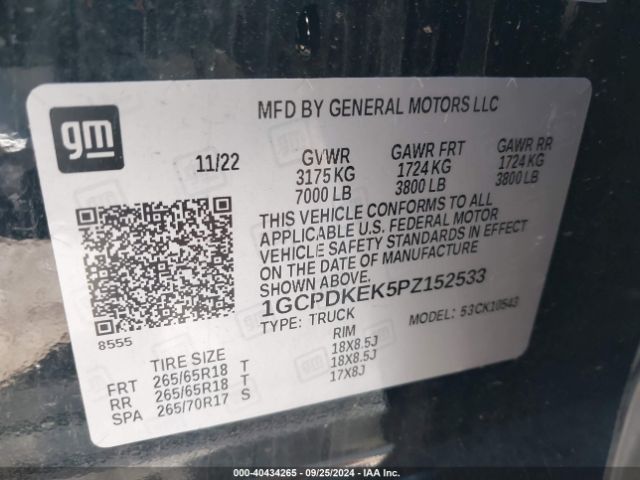 gm
MFD BY GENERAL MOTORS LLC
11/22 GVWR GAWR FRT GAWR RR
3175 KG 1724 KG 1724 KG
7000 LB 3800 LB 3800 LB
THIS VEHICLE CONFORMS TO ALL
APPLICABLE U.S. FEDERAL MOTOR
VEHICLE SAFETY STANDARDS IN EFFECT
ON THE DATE OF MANUFACTURE
SHOWN ABOVE.
1GCPDKEK5PZ152533
TYPE: TRUCK MODEL: 53CK10543
8555
TIRE SIZE RIM
FRT 265/65R18 T 18X8.5J
RR 265/65R18 T 18X8.5J
SPA 265/70R17 S 17X8J
000-40434265 - 09/25/2024 - IAA Inc.